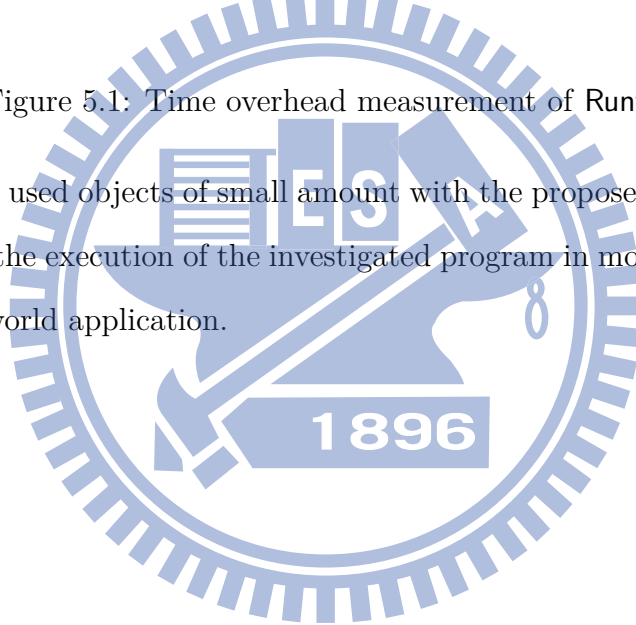 Figure 5.1: Time overhead measurement of Run
used objects of small amount with the propose
the execution of the investigated program in mo
world application.
E S A
1896